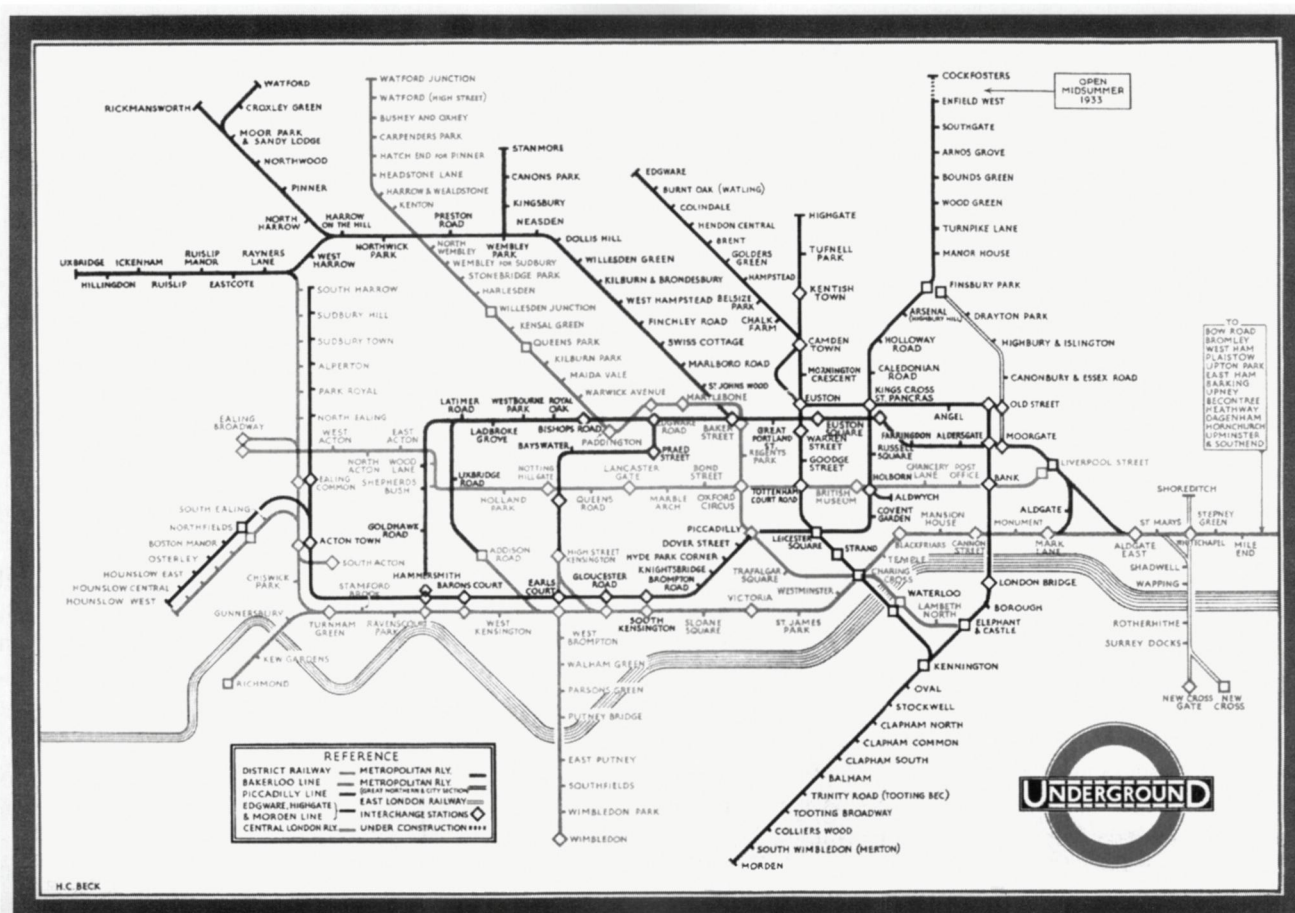 WATFORD
RICKMANSWORTH
CROXLEY GREEN
MOOR PARK
& SANDY LODGE
NORTHWOOD
PINNER
NORTH
HARROW
HARROW
ON THE HILL
NORTHWICK
PARK
PRESTON
ROAD
WEMBLEY
PARK
NEASDEN
STANMORE
CANONS PARK
KINGSBURY
DOLLIS HILL
WILLESDEN GREEN
KILBURN & BRONDESBURY
WEST HAMPSTEAD
FINCHLEY ROAD
SWISS COTTAGE
MARLBORO ROAD
ST. JOHNS WOOD
UXBRIDGE
HILLINGDON
ICKENHAM
RUISLIP
RUISLIP
MANOR
EASTCOTE
RAYNERS
LANE
WEST
HARROW
WATFORD JUNCTION
WATFORD (HIGH STREET)
BUSHEY AND OXHEY
CARPENDERS PARK
HATCH END FOR PINNER
HEADSTONE LANE
HARROW & WEALDSTONE
KENTON
NORTH
WEMBLEY
WEMBLEY FOR SUDBURY
STONEBRIDGE PARK
HARLESDEN
WILLESDEN JUNCTION
KENSAL GREEN
QUEENS PARK
KILBURN PARK
MAIDA VALE
WARWICK AVENUE
PADDINGTON
EDGWARE
ROAD
MARYLEBONE
BAKER
STREET
EDGWARE
BURNT OAK (WATLING)
COLINDALE
HENDON CENTRAL
BRENT
GOLDERS
GREEN
HAMPSTEAD
BELSIZE
PARK
CHALK
FARM
CAMDEN
TOWN
HIGHGATE
TUFNELL
PARK
KENTISH
TOWN
MORNINGTON
CRESCENT
EUSTON
COCKFOSTERS
OPEN
MIDSUMMER
1933
ENFIELD WEST
SOUTHGATE
ARNOS GROVE
BOUNDS GREEN
WOOD GREEN
TURNPIKE LANE
MANOR HOUSE
FINSBURY PARK
ARSENAL
(HIGHBURY HILL)
DRAYTON PARK
HOLLOWAY
ROAD
HIGHBURY & ISLINGTON
CALEDONIAN
ROAD
CANONBURY & ESSEX ROAD
KINGS CROSS
ST. PANCRAS
ANGEL
OLD STREET
MOORGATE
TO
BOW ROAD
BROMLEY
WEST HAM
PLAISTOW
UPTON PARK
EAST HAM
BARKING
UPNEY
BECONTREE
HEATHWAY
DAGENHAM
HORNCHURCH
UPMINSTER
& SOUTHEND
SOUTH HARROW
SUDBURY HILL
SUDBURY TOWN
ALPERTON
PARK ROYAL
NORTH EALING
EALING
BROADWAY
WEST
ACTON
EAST
ACTON
NORTH
ACTON
WOOD
LANE
SHEPHERDS
BUSH
EALING
COMMON
LATIMER
ROAD
LADBROKE
GROVE
WESTBOURNE
PARK
ROYAL
OAK
BISHOPS ROAD
BAYSWATER
PRAED
STREET
GREAT
PORTLAND
ST.
REGENTS
PARK
EUSTON
SQUARE
WARREN
STREET
GOODGE
STREET
FARRINGDON
ALDERSGATE
RUSSELL
SQUARE
UXBRIDGE
ROAD
HOLLAND
PARK
NOTTING
HILL GATE
QUEENS
ROAD
LANCASTER
GATE
MARBLE
ARCH
BOND
STREET
OXFORD
CIRCUS
TOTTENHAM
COURT ROAD
BRITISH
MUSEUM
HOLBORN
CHANCERY
LANE
POST
OFFICE
BANK
LIVERPOOL STREET
ALDWYCH
COVENT
GARDEN
ALDGATE
SHOREDITCH
SOUTH EALING
NORTHFIELDS
BOSTON MANOR
OSTERLEY
HOUNSLOW EAST
HOUNSLOW CENTRAL
HOUNSLOW WEST
ACTON TOWN
SOUTH ACTON
CHISWICK
PARK
GOLDHAWK
ROAD
ADDISON
ROAD
HIGH STREET
KENSINGTON
PICCADILLY
DOVER STREET
HYDE PARK CORNER
KNIGHTSBRIDGE
BROMPTON
ROAD
LEICESTER
SQUARE
STRAND
TRAFALGAR
SQUARE
CHARING
CROSS
TEMPLE
BLACKFRIARS
MANSION
HOUSE
CANNON
STREET
MONUMENT
MARK
LANE
ALDGATE
EAST
ST MARYS
STEPNEY
GREEN
WHITECHAPEL
MILE
END
SHADWELL
WAPPING
ROTHERHITHE
SURREY DOCKS
NEW CROSS
GATE
NEW
CROSS
GUNNERSBURY
KEW GARDENS
RICHMOND
TURNHAM
GREEN
STAMFORD
BROOK
RAVENSCOURT
PARK
HAMMERSMITH
BARONS COURT
WEST
KENSINGTON
EARLS
COURT
GLOUCESTER
ROAD
SOUTH
KENSINGTON
SLOANE
SQUARE
VICTORIA
ST JAMES
PARK
WESTMINSTER
WATERLOO
LAMBETH
NORTH
LONDON BRIDGE
BOROUGH
ELEPHANT
& CASTLE
KENNINGTON
OVAL
STOCKWELL
CLAPHAM NORTH
CLAPHAM COMMON
CLAPHAM SOUTH
BALHAM
TRINITY ROAD (TOOTING BEC)
TOOTING BROADWAY
COLLIERS WOOD
SOUTH WIMBLEDON (MERTON)
MORDEN
WEST
BROMPTON
WALHAM GREEN
PARSONS GREEN
PUTNEY BRIDGE
EAST PUTNEY
SOUTHFIELDS
WIMBLEDON PARK
WIMBLEDON
REFERENCE
DISTRICT RAILWAY
BAKERLOO LINE
PICCADILLY LINE
EDGWARE, HIGHGATE
& MORDEN LINE
CENTRAL LONDON RLY.
METROPOLITAN RLY.
METROPOLITAN RLY.
(GREAT NORTHERN & CITY SECTION)
EAST LONDON RAILWAY
INTERCHANGE STATIONS
UNDER CONSTRUCTION
UNDERGROUND
H.C. BECK